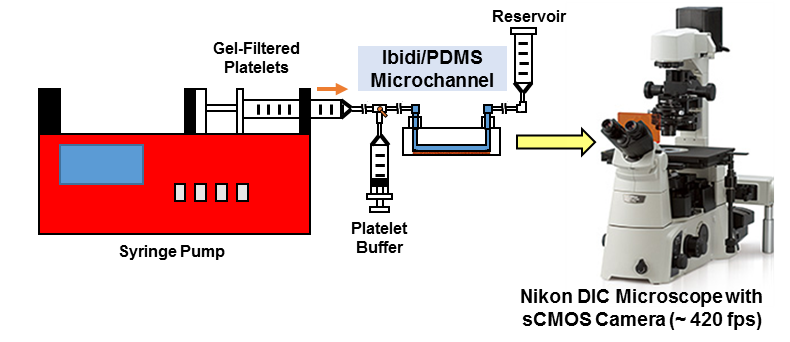 Reservoir
Gel-Filtered
Platelets
Ibidi/PDMS
Microchannel
Platelet
Buffer
Syringe Pump
Nikon DIC Microscope with
sCMOS Camera (~ 420 fps)